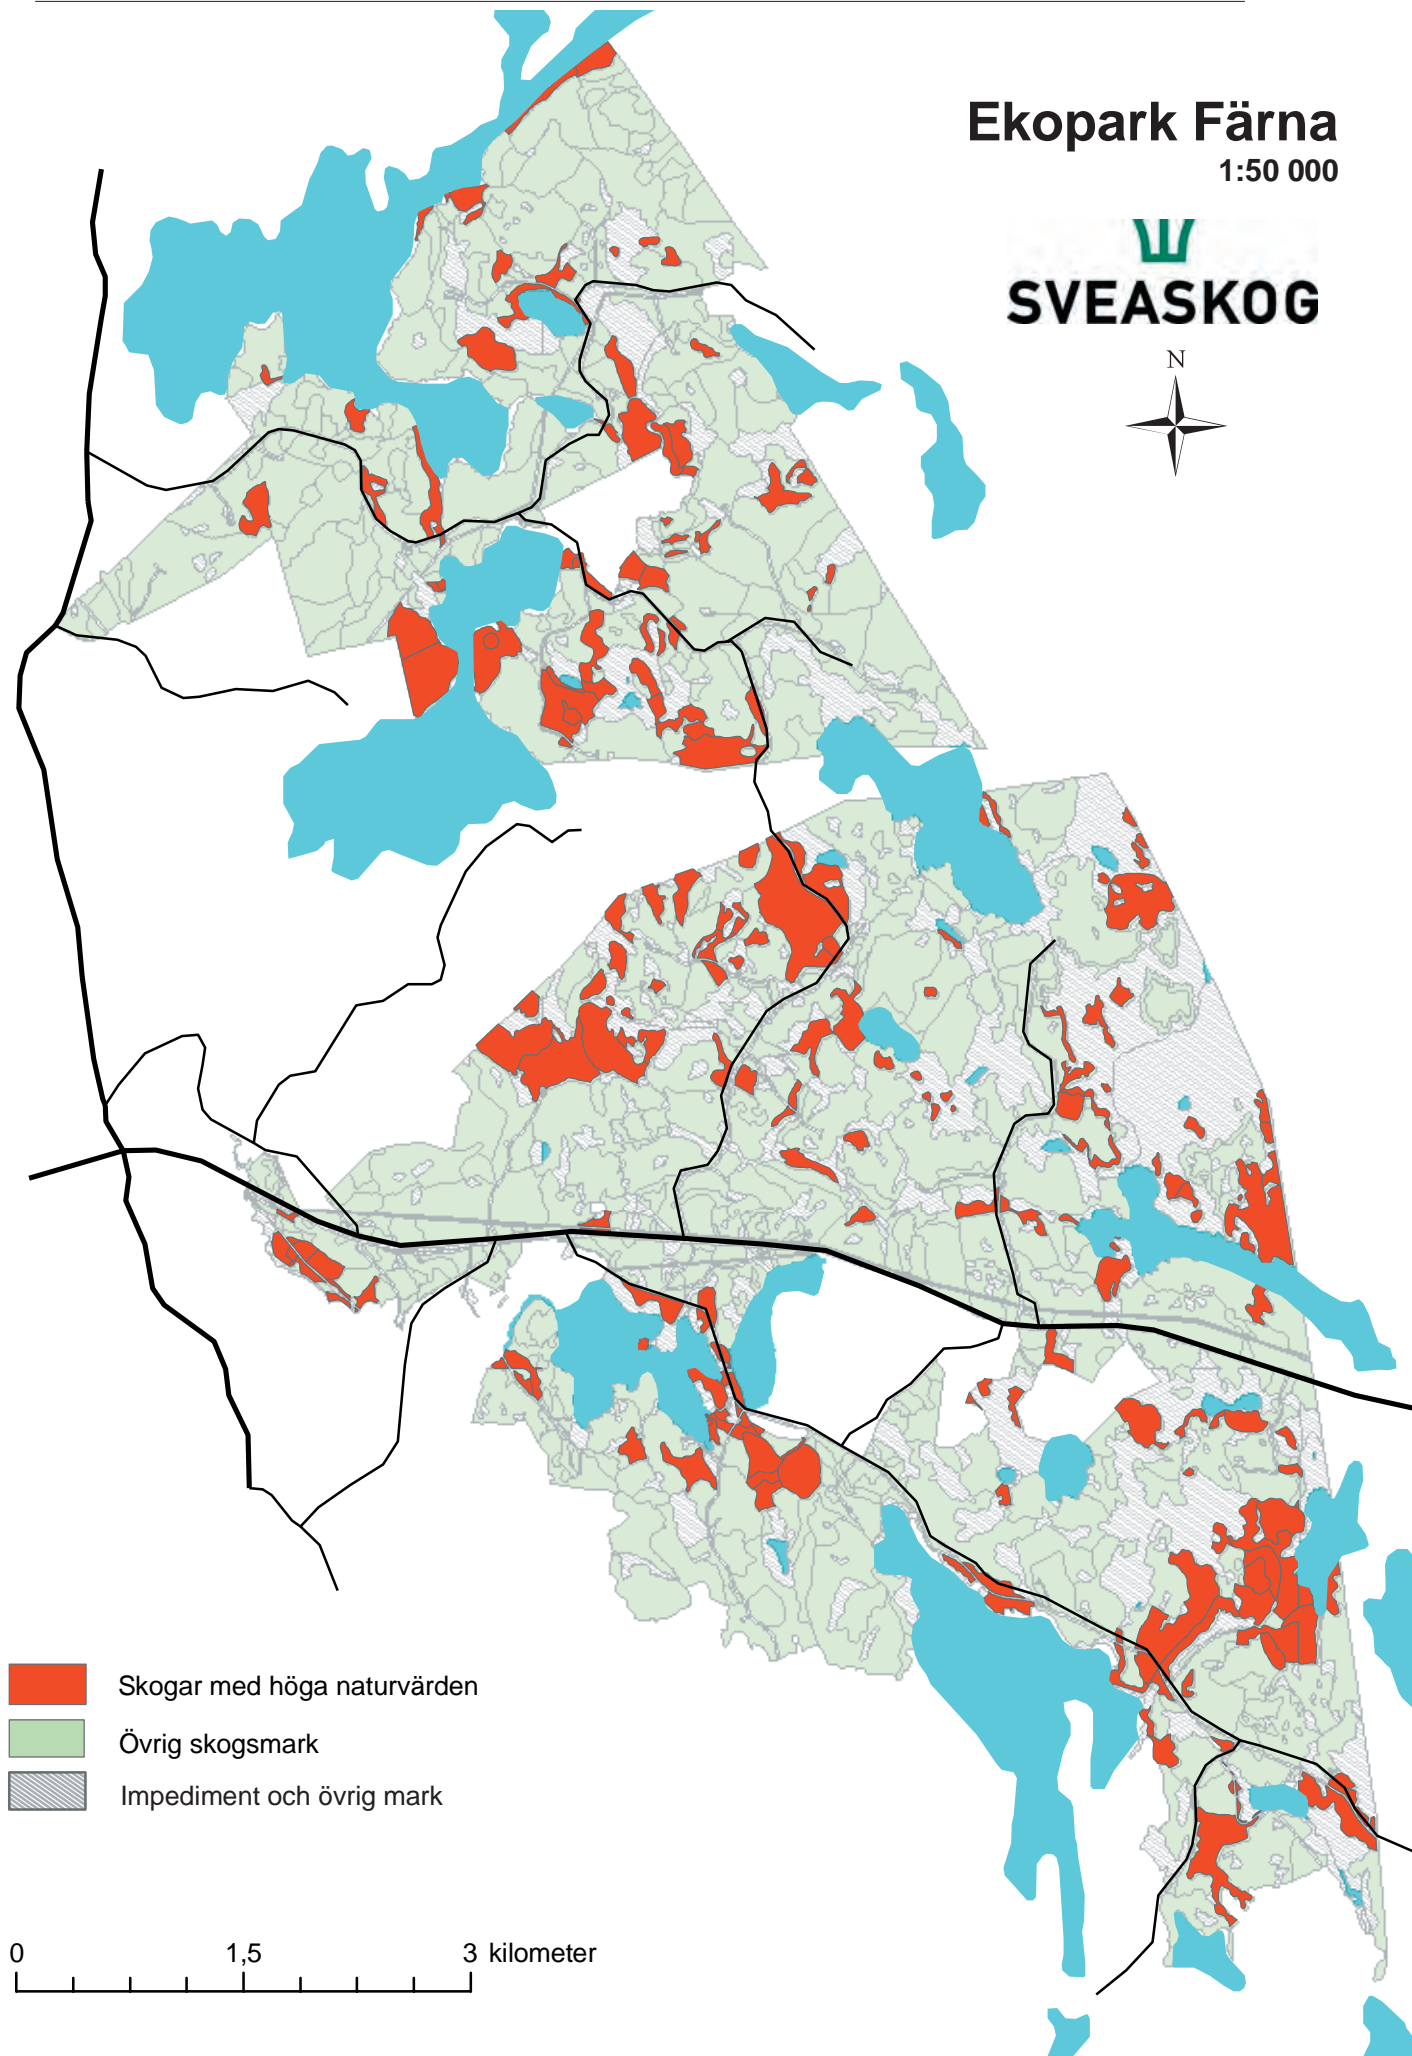 Ekopark Färna
1:50 000
SVEASKOG
N
Skogar med höga naturvärden
Övrig skogsmark
Impediment och övrig mark
0 1,5 3 kilometer